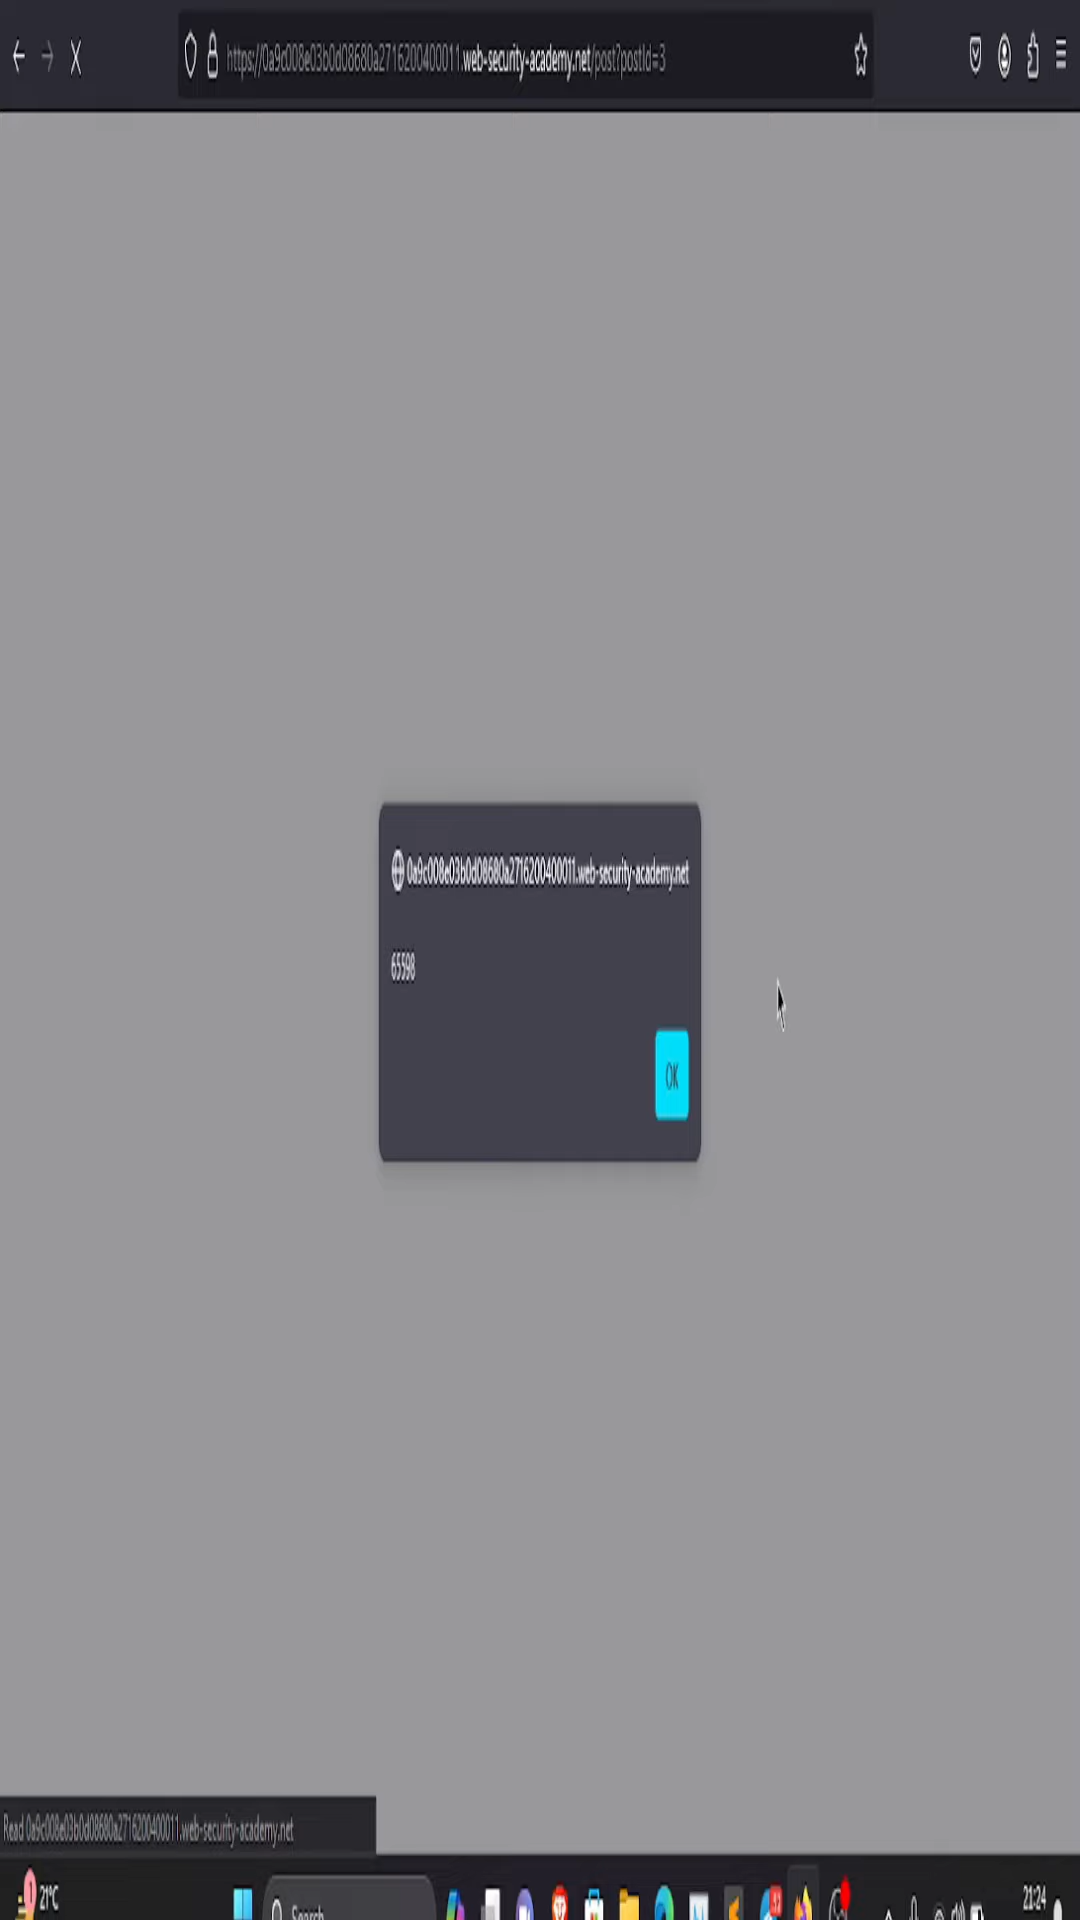 https://0a9c008e03b0d08680a2716200400011.web-security-academy.net/post?postId=3
0a9c008e03b0d08680a2716200400011.web-security-academy.net
65598
OK
Read 0a9c008e03b0d08680a2716200400011.web-security-academy.net
1
21°C
Search
21:24